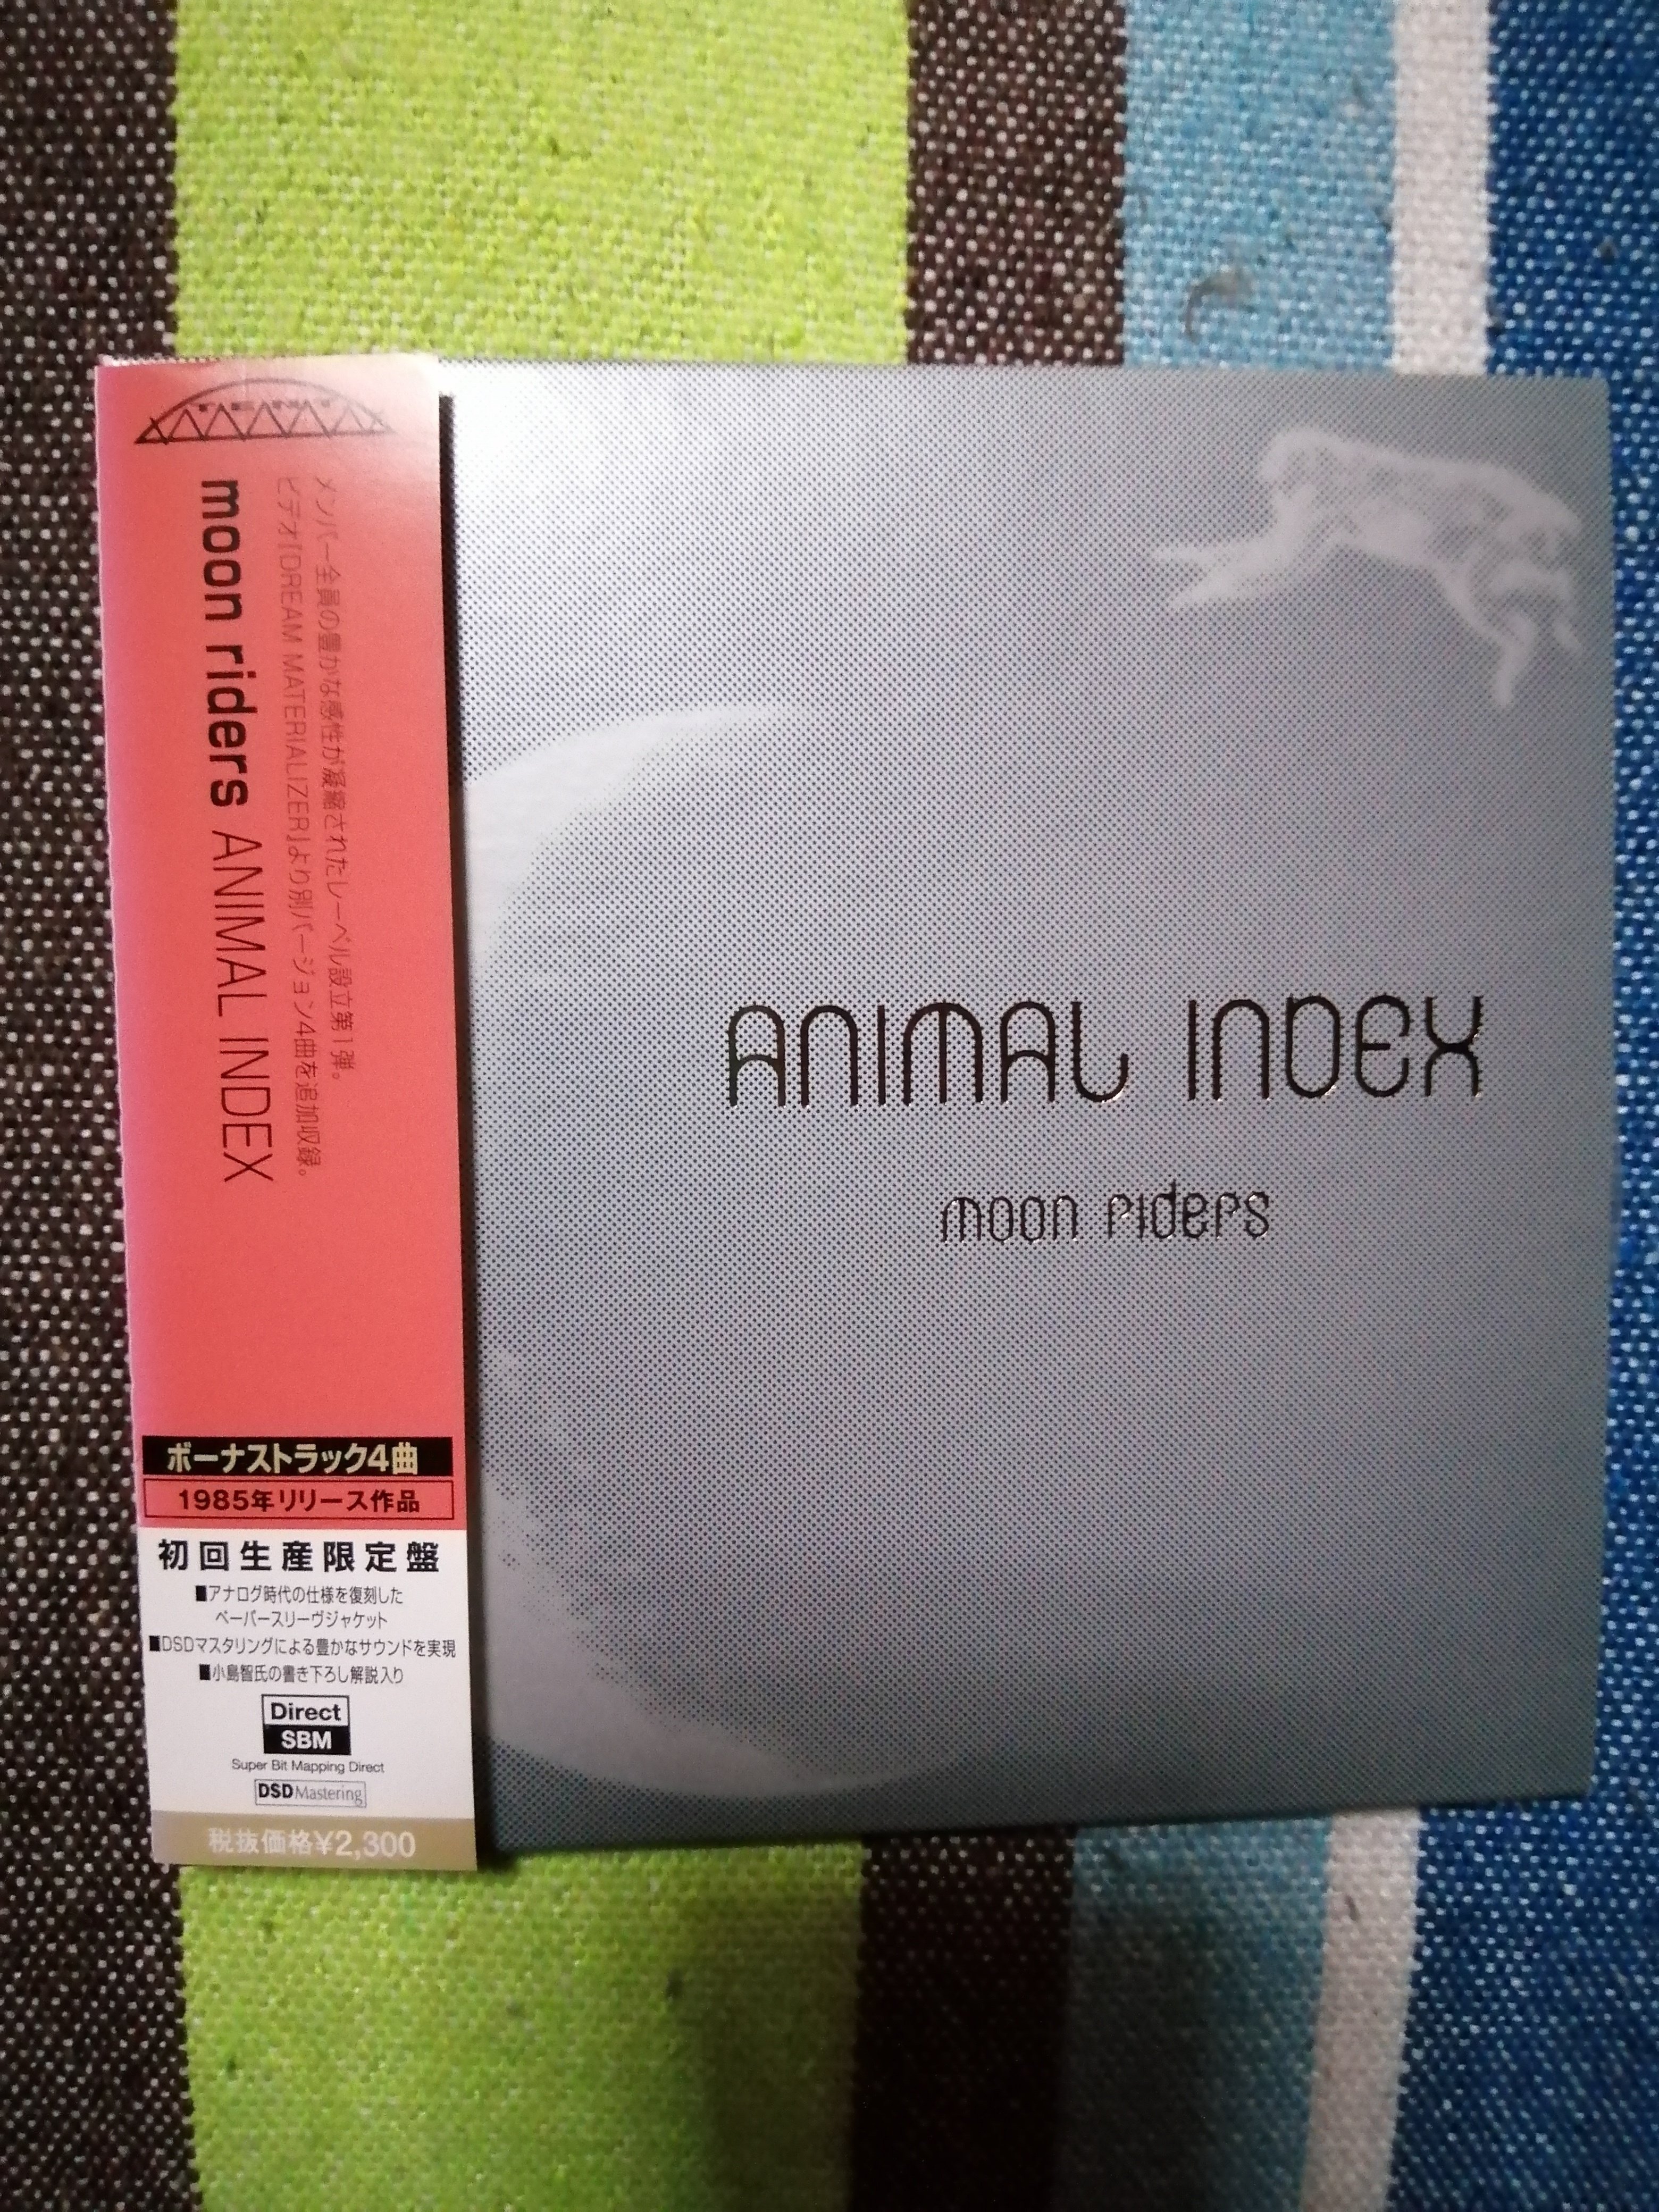 TENT
メンバー全員の豊かな感性が凝縮されたレーベル設立第1弾。
ビデオ「DREAM MATERIALIZER」より別バージョン4曲を追加収録。
moon riders ANIMAL INDEX
ボーナストラック4曲
1985年リリース作品
初回生産限定盤
■アナログ時代の仕様を復刻した
ペーパースリーヴジャケット
■DSDマスタリングによる豊かなサウンドを実現
■小島智氏の書き下ろし解説入り
Direct
SBM
Super Bit Mapping Direct
DSD Mastering
税抜価格¥2,300
ANIMAL INDEX
moon riders